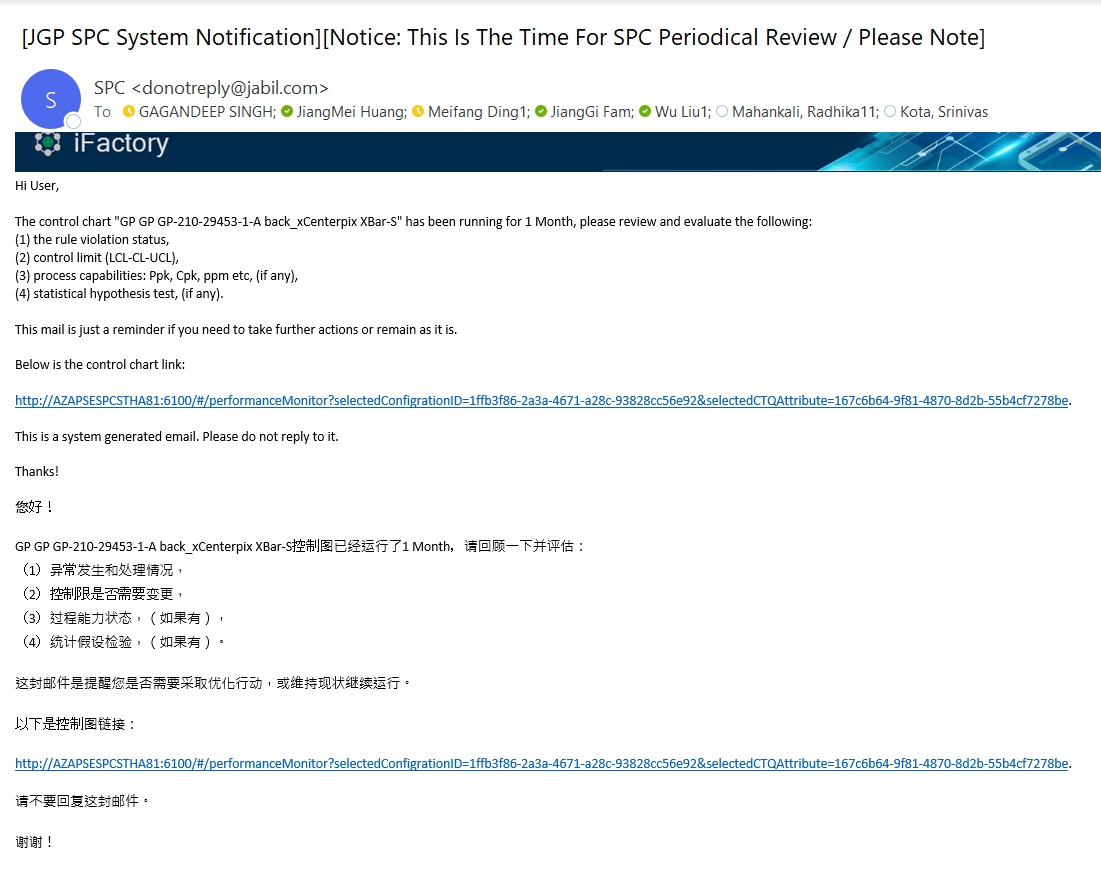 [JGP SPC System Notification][Notice: This Is The Time For SPC Periodical Review / Please Note]
S
SPC <donotreply@jabil.com>
To GAGANDEEP SINGH; JiangMei Huang; Meifang Ding1; JiangGi Fam; Wu Liu1; Mahankali, Radhika11; Kota, Srinivas
iFactory
Hi User,
The control chart "GP GP GP-210-29453-1-A back_xCenterpix XBar-S" has been running for 1 Month, please review and evaluate the following:
(1) the rule violation status,
(2) control limit (LCL-CL-UCL),
(3) process capabilities: Ppk, Cpk, ppm etc, (if any),
(4) statistical hypothesis test, (if any).
This mail is just a reminder if you need to take further actions or remain as it is.
Below is the control chart link:
http://AZAPSESPCSTHA81:6100/#/performanceMonitor?selectedConfigrationID=1ffb3f86-2a3a-4671-a28c-93828cc56e92&selectedCTQAttribute=167c6b64-9f81-4870-8d2b-55b4cf7278be.
This is a system generated email. Please do not reply to it.
Thanks!
您好！
GP GP GP-210-29453-1-A back_xCenterpix XBar-S控制图已经运行了1 Month，请回顾一下并评估：
（1）异常发生和处理情况，
（2）控制限是否需要变更，
（3）过程能力状态，（如果有），
（4）统计假设检验，（如果有）。
这封邮件是提醒您是否需要采取优化行动，或维持现状继续运行。
以下是控制图链接：
http://AZAPSESPCSTHA81:6100/#/performanceMonitor?selectedConfigrationID=1ffb3f86-2a3a-4671-a28c-93828cc56e92&selectedCTQAttribute=167c6b64-9f81-4870-8d2b-55b4cf7278be.
请不要回复这封邮件。
谢谢！